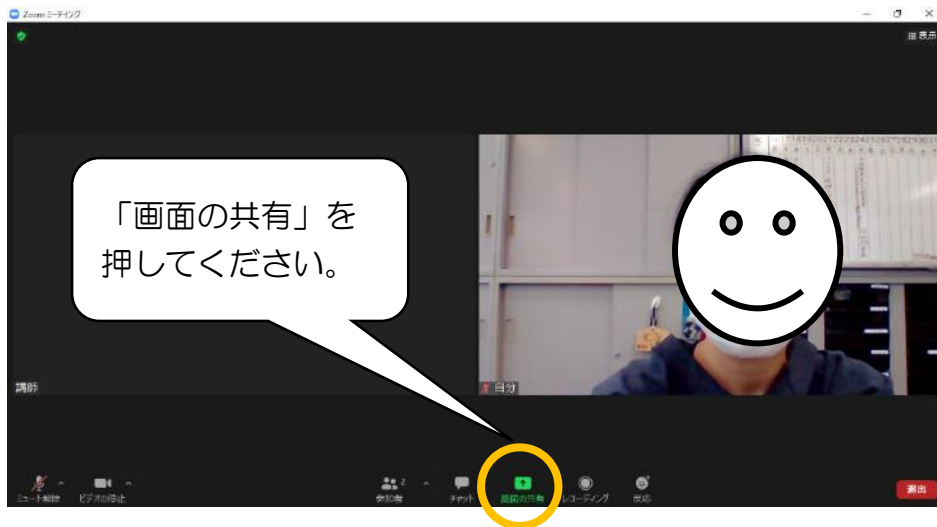 Zoom ミーティング
表示
「画面の共有」を
押してください。
講師
自分
ミュート解除
ビデオの停止
参加者
2
チャット
画面の共有
レコーディング
反応
退出